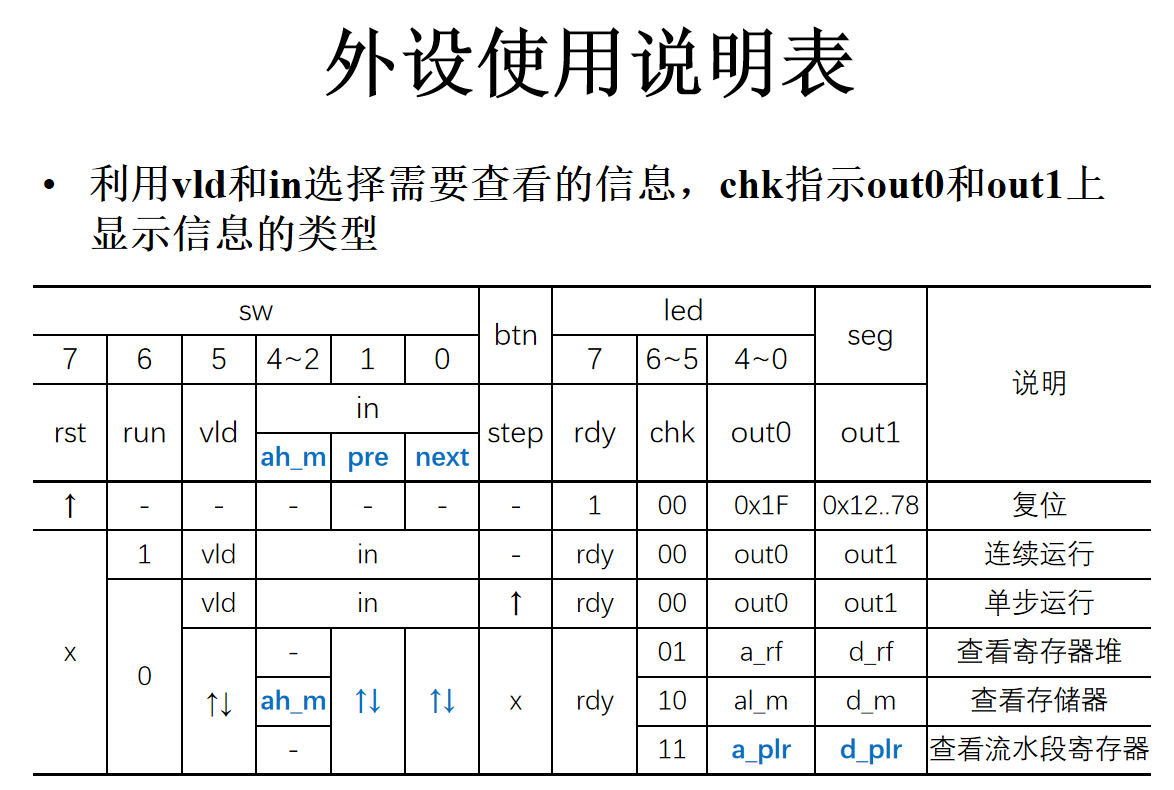 外设使用说明表
• 利用vld和in选择需要查看的信息，chk指示out0和out1上
显示信息的类型
sw btn led seg 说明
7 6 5 4~2 1 0 7 6~5 4~0
rst run vld in step rdy chk out0 out1
ah_m pre next
↑ - - - - - - 1 00 0x1F 0x12..78 复位
x 1 vld in - rdy 00 out0 out1 连续运行
0 vld in ↑ rdy 00 out0 out1 单步运行
↑↓ - ↑↓ ↑↓ x rdy 01 a_rf d_rf 查看寄存器堆
ah_m 10 al_m d_m 查看存储器
- 11 a_plr d_plr 查看流水段寄存器